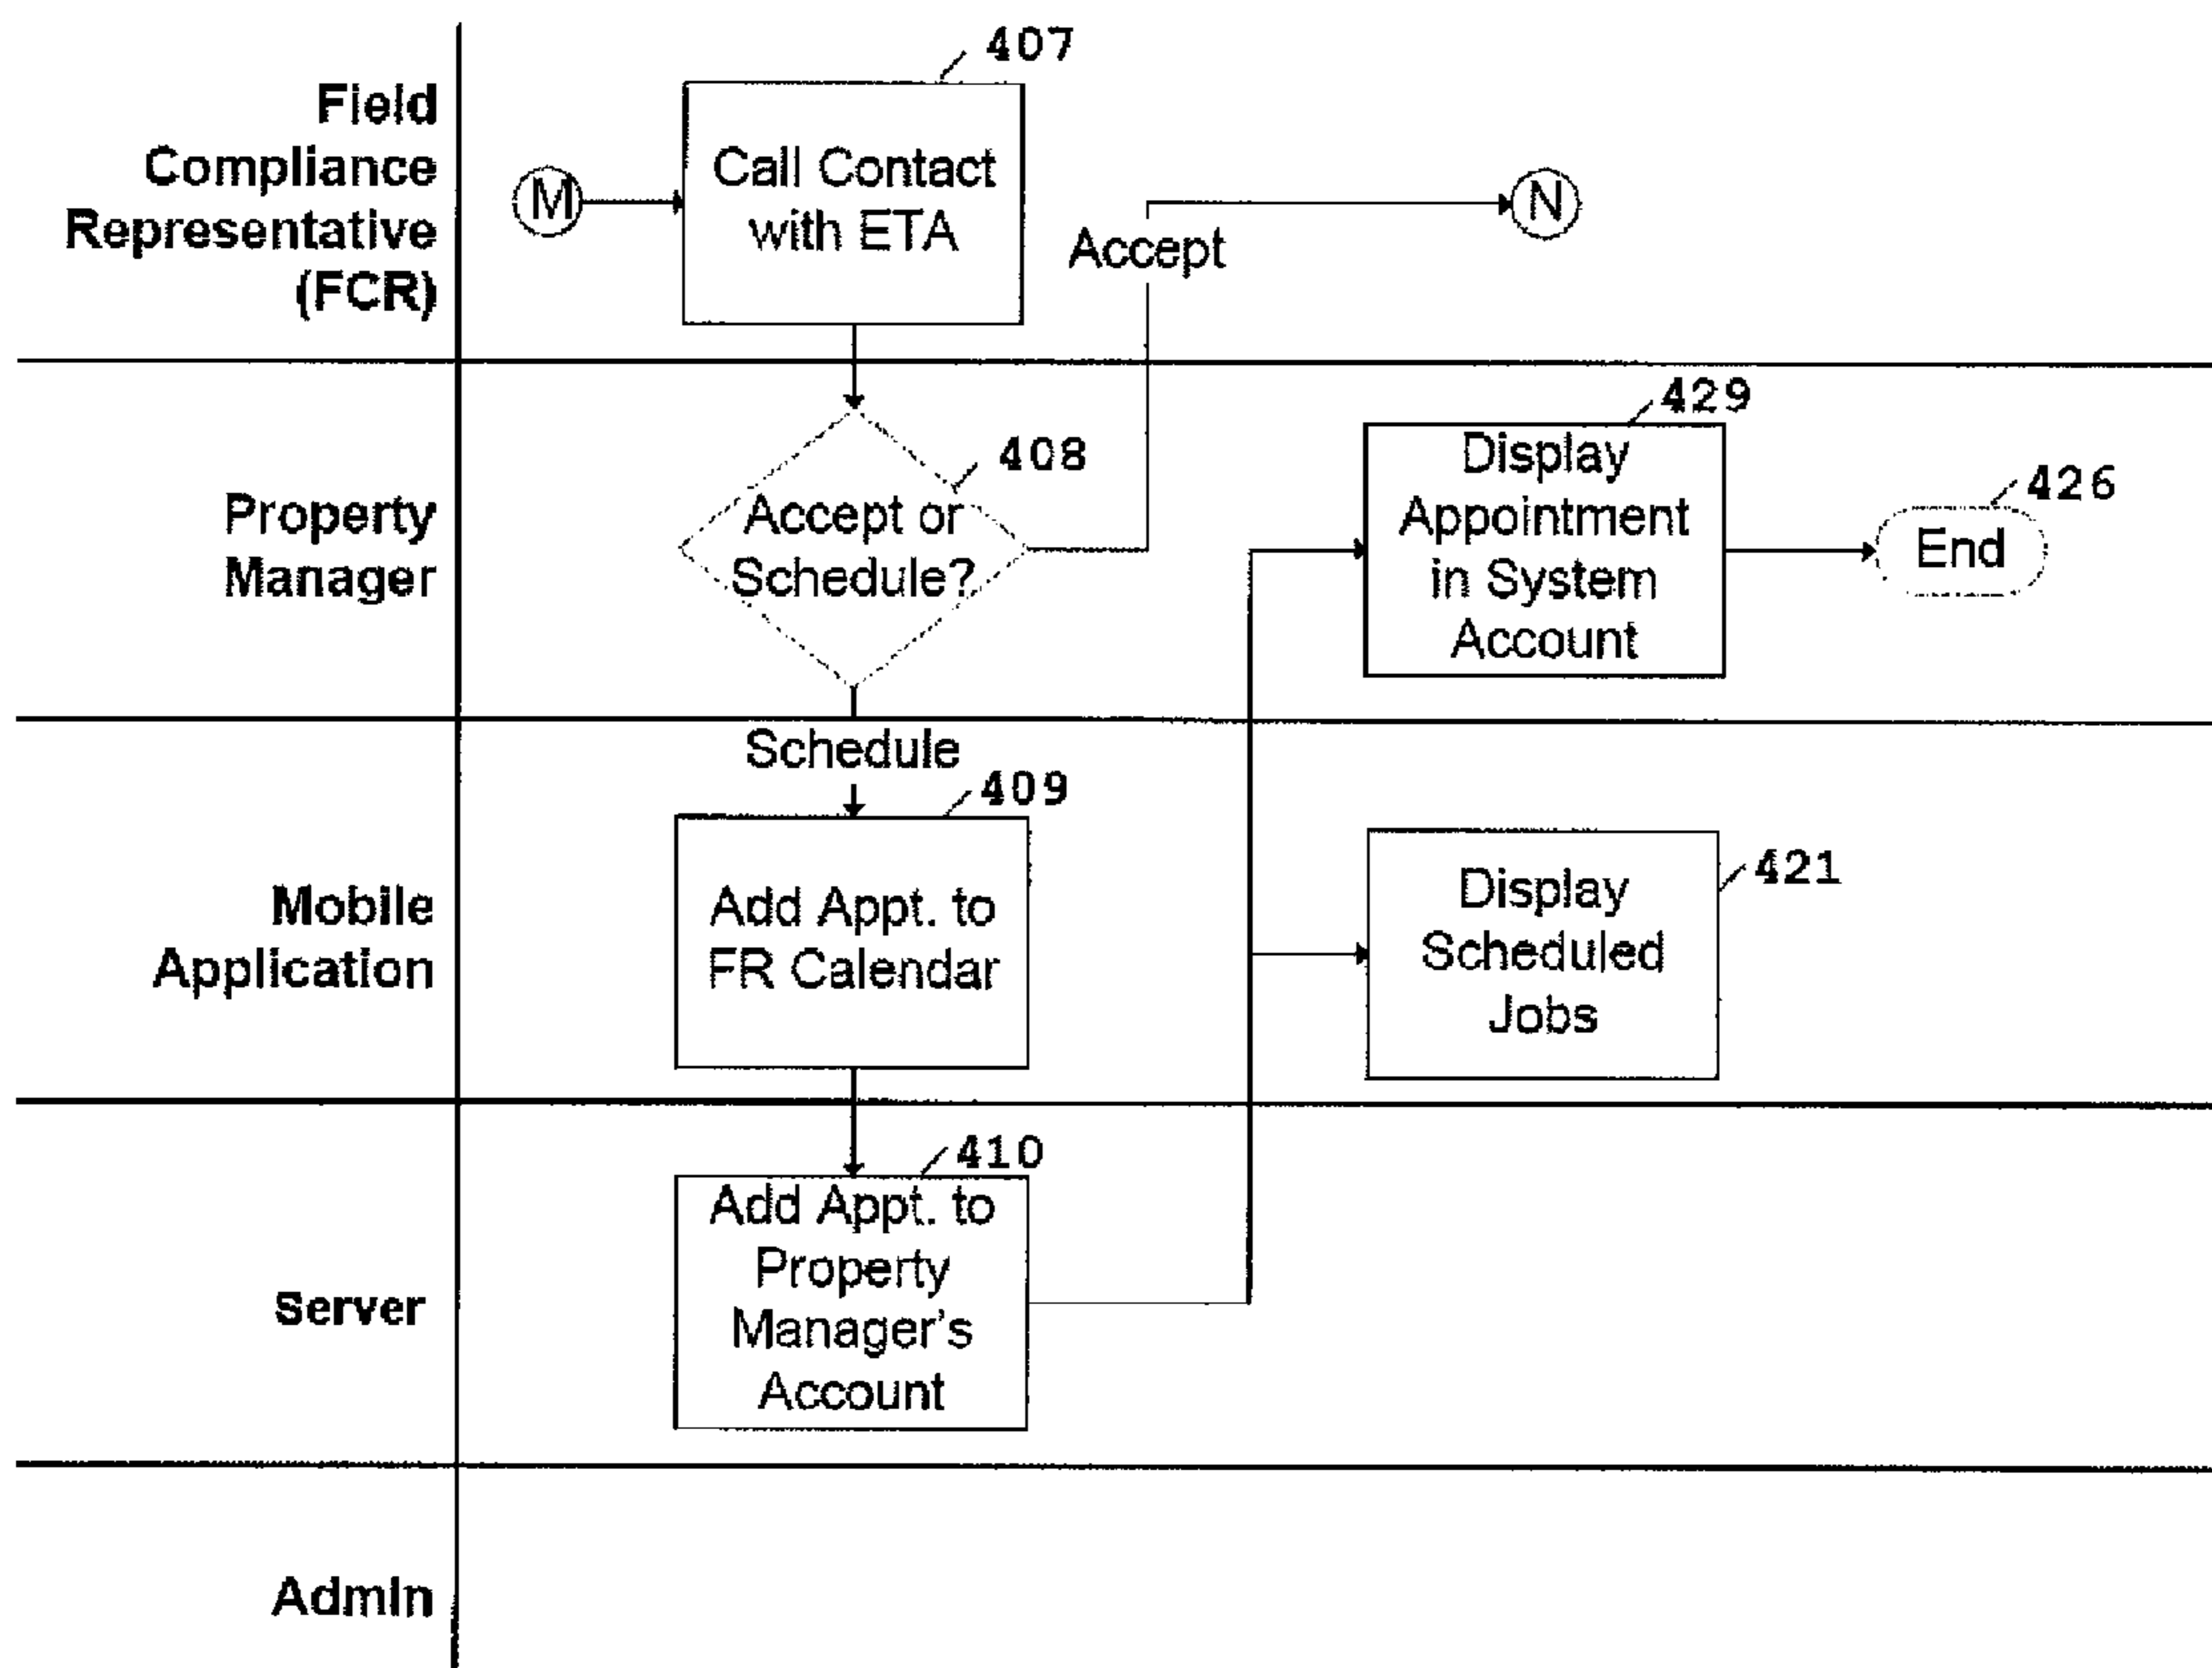 407
Field
Compliance
Representative
(FCR)
M
Call Contact
with ETA
N
Accept
429
408
Property
Manager
Accept or
Schedule?
Display
Appointment
in System
Account
426
End
Schedule
409
Mobile
Application
Add Appt. to
FR Calendar
Display
Scheduled
Jobs
421
410
Server
Add Appt. to
Property
Manager's
Account
Admin